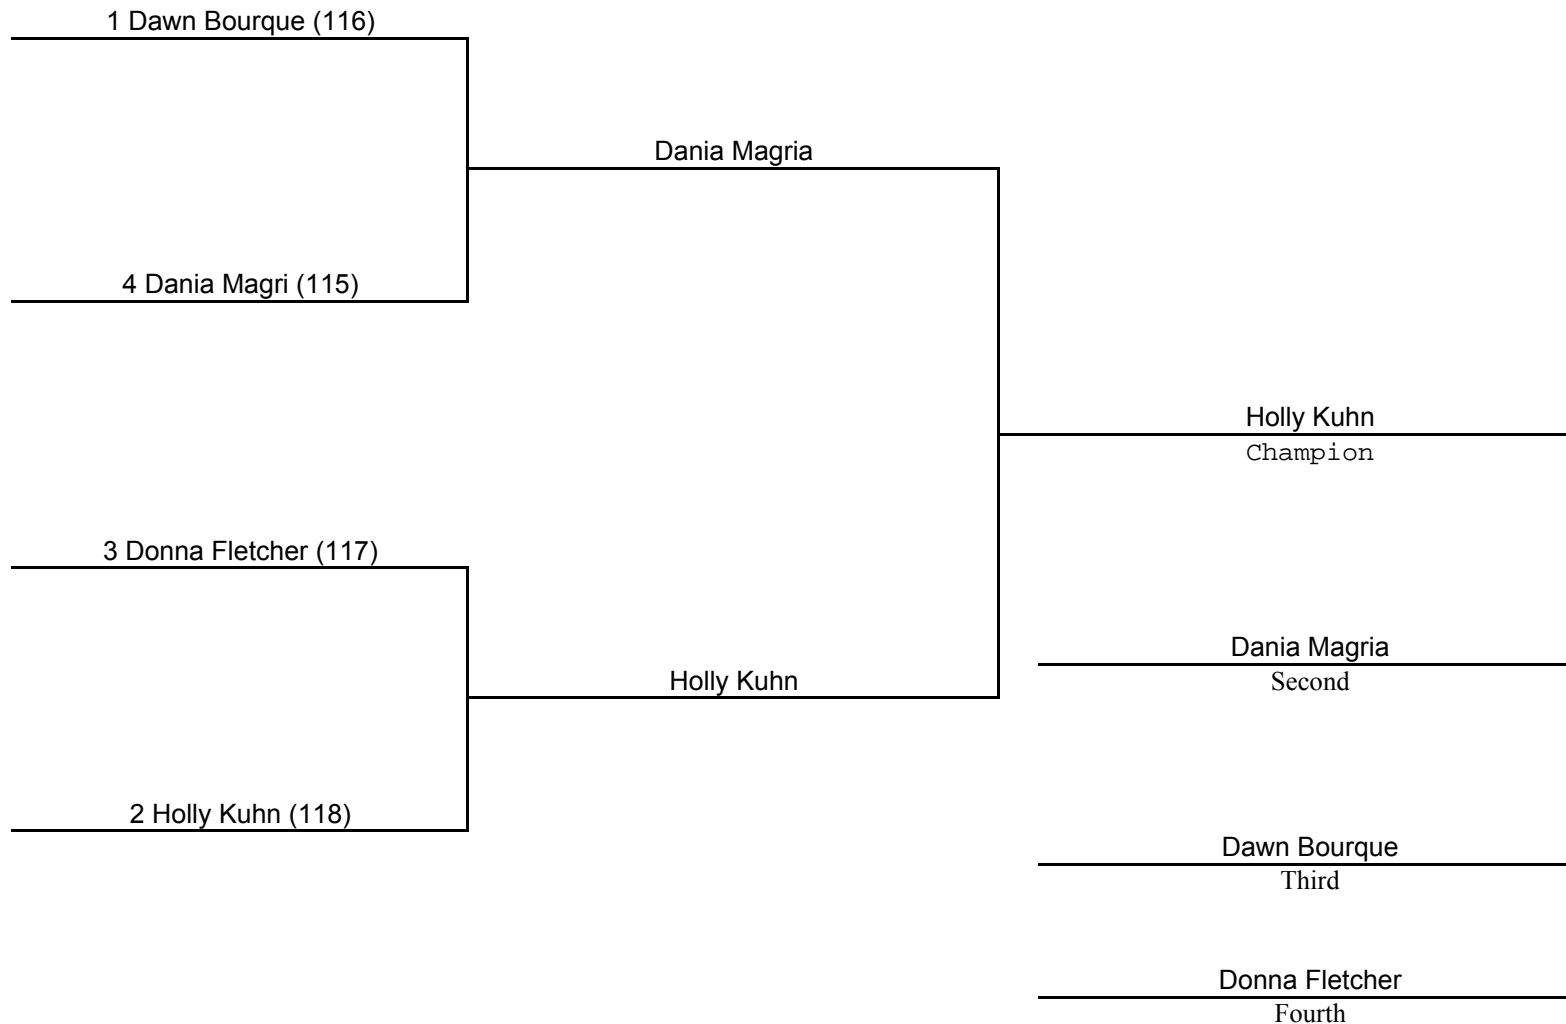 1 Dawn Bourque (116)
Dania Magria
4 Dania Magri (115)
Holly Kuhn
Champion
3 Donna Fletcher (117)
Dania Magria
Second
Holly Kuhn
2 Holly Kuhn (118)
Dawn Bourque
Third
Donna Fletcher
Fourth